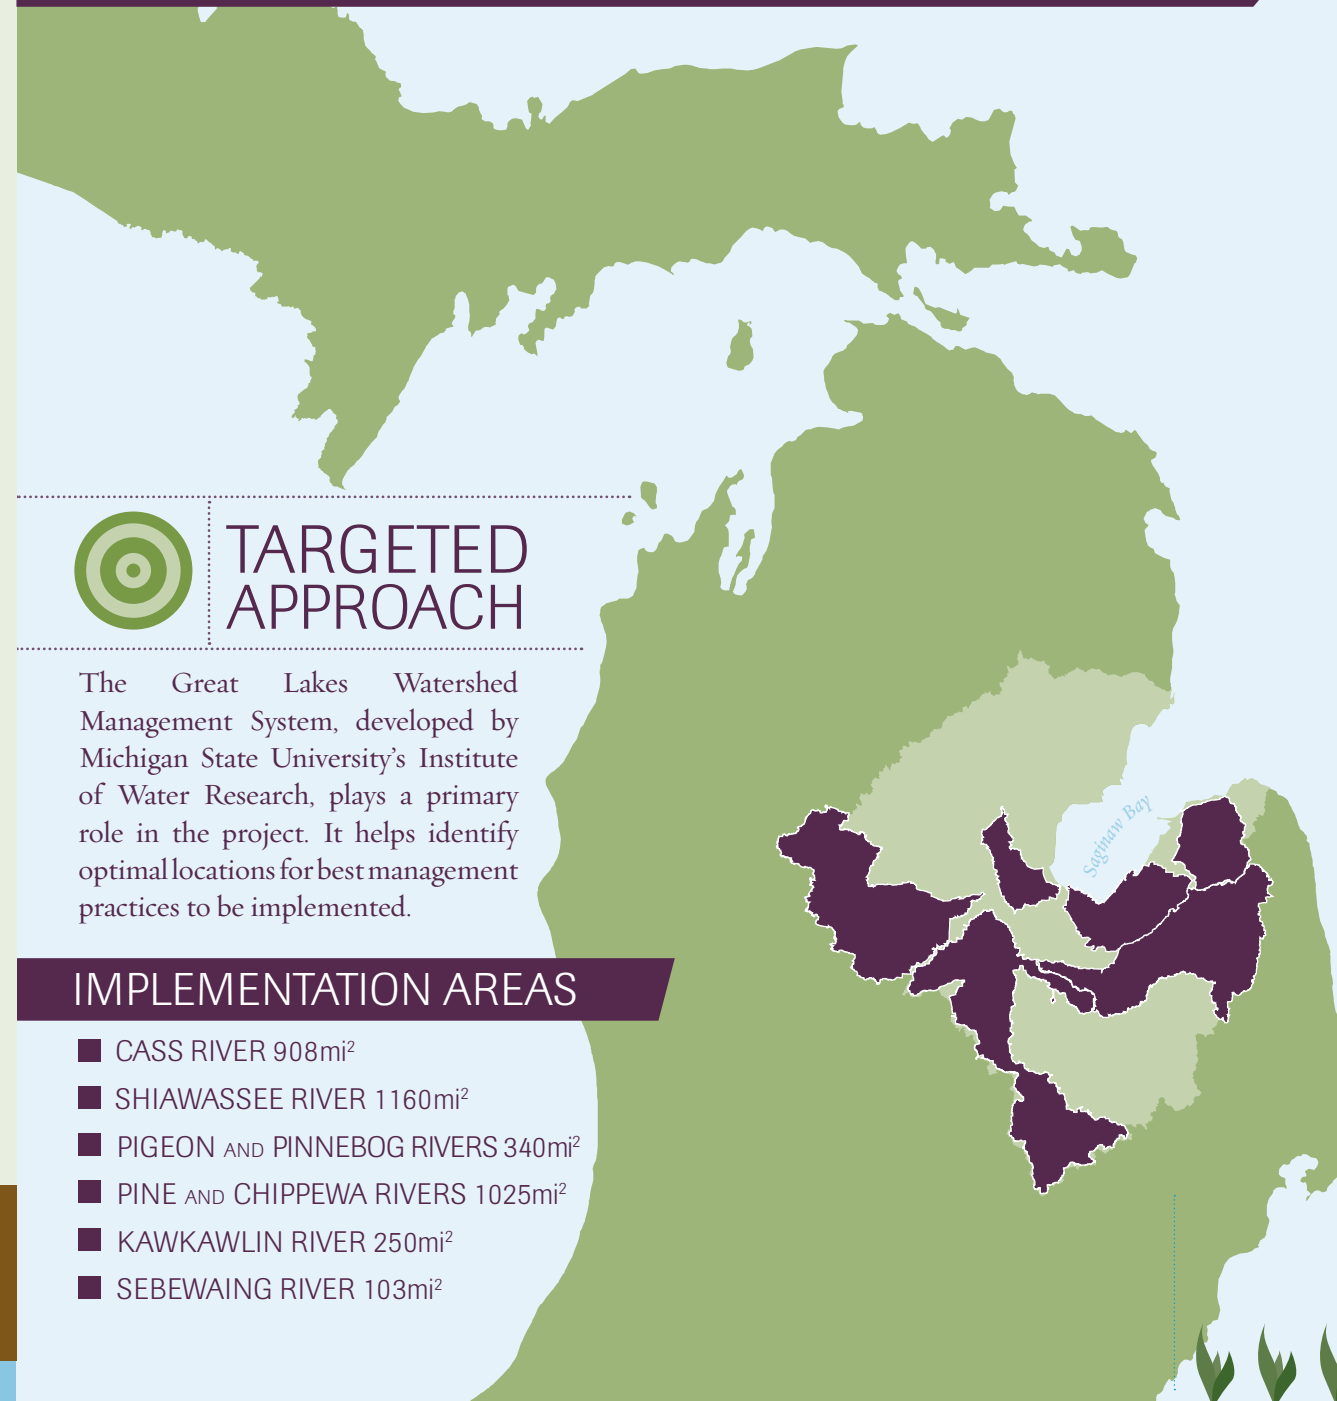 TARGETED
APPROACH
The Great Lakes Watershed
Management System, developed by
Michigan State University’s Institute
of Water Research, plays a primary
role in the project. It helps identify
optimal locations for best management
practices to be implemented.
IMPLEMENTATION AREAS
CASS RIVER 908mi²
SHIAWASSEE RIVER 1160mi²
PIGEON AND PINNEBOG RIVERS 340mi²
PINE AND CHIPPEWA RIVERS 1025mi²
KAWKAWLIN RIVER 250mi²
SEBEWAING RIVER 103mi²
Saginaw Bay